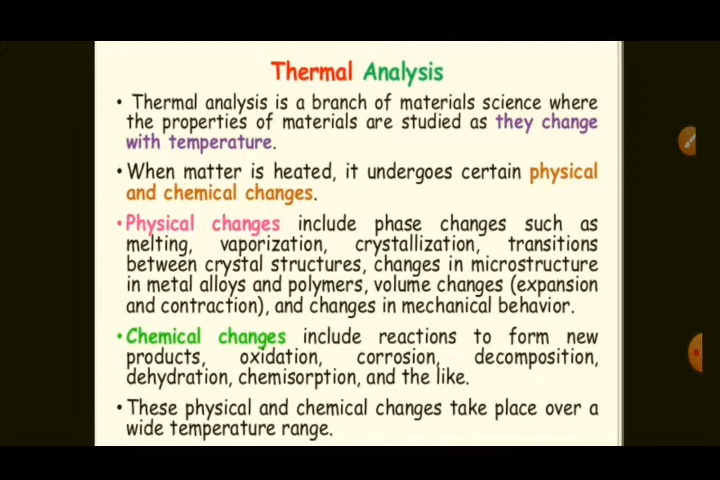 Thermal Analysis
• Thermal analysis is a branch of materials science where
the properties of materials are studied as they change
with temperature.
• When matter is heated, it undergoes certain physical
and chemical changes.
• Physical changes include phase changes such as
melting, vaporization, crystallization, transitions
between crystal structures, changes in microstructure
in metal alloys and polymers, volume changes (expansion
and contraction), and changes in mechanical behavior.
• Chemical changes include reactions to form new
products, oxidation, corrosion, decomposition,
dehydration, chemisorption, and the like.
• These physical and chemical changes take place over a
wide temperature range.